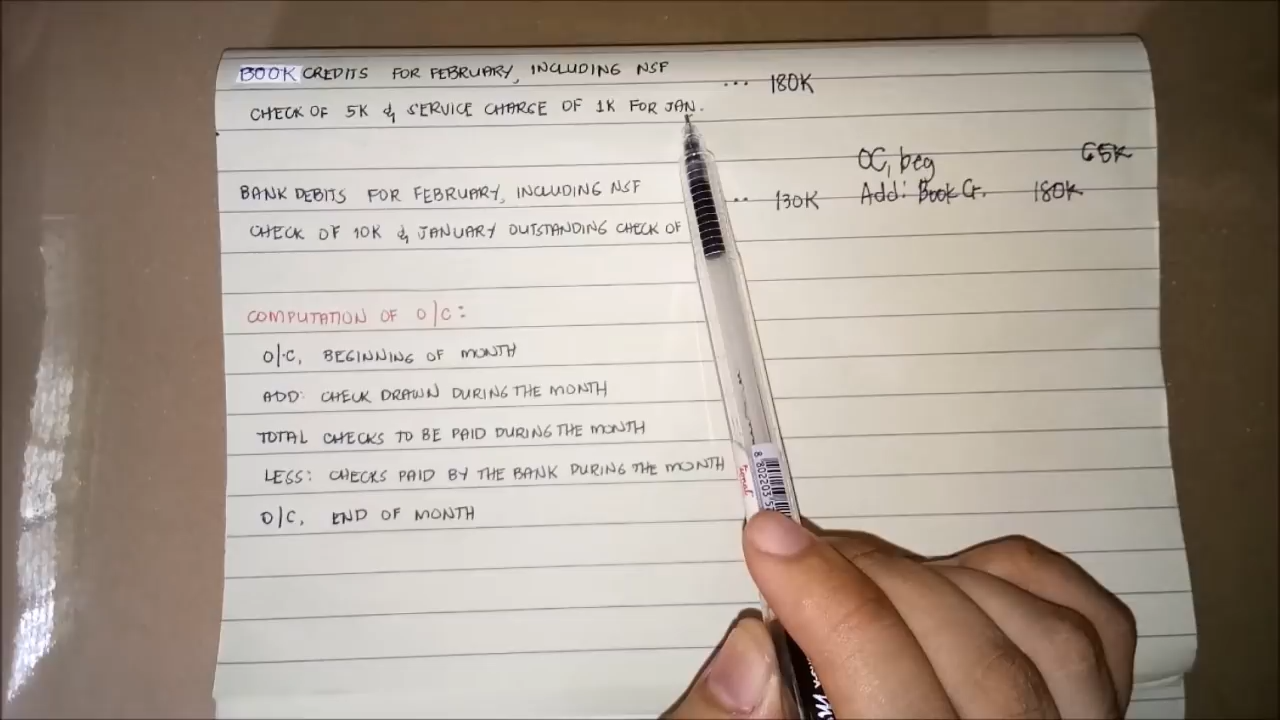 BOOK CREDITS FOR FEBRUARY, INCLUDING NSF
CHECK OF 5K & SERVICE CHARGE OF 1K FOR JAN.
... 180K
BANK DEBITS FOR FEBRUARY, INCLUDING NSF
CHECK OF 10K & JANUARY OUTSTANDING CHECK OF
.. 130K
OC, beg 65K
Add: Book Cr. 180K
COMPUTATION OF O/C:
O/C, BEGINNING OF MONTH
ADD: CHECK DRAWN DURING THE MONTH
TOTAL CHECKS TO BE PAID DURING THE MONTH
LESS: CHECKS PAID BY THE BANK DURING THE MONTH
O/C, END OF MONTH